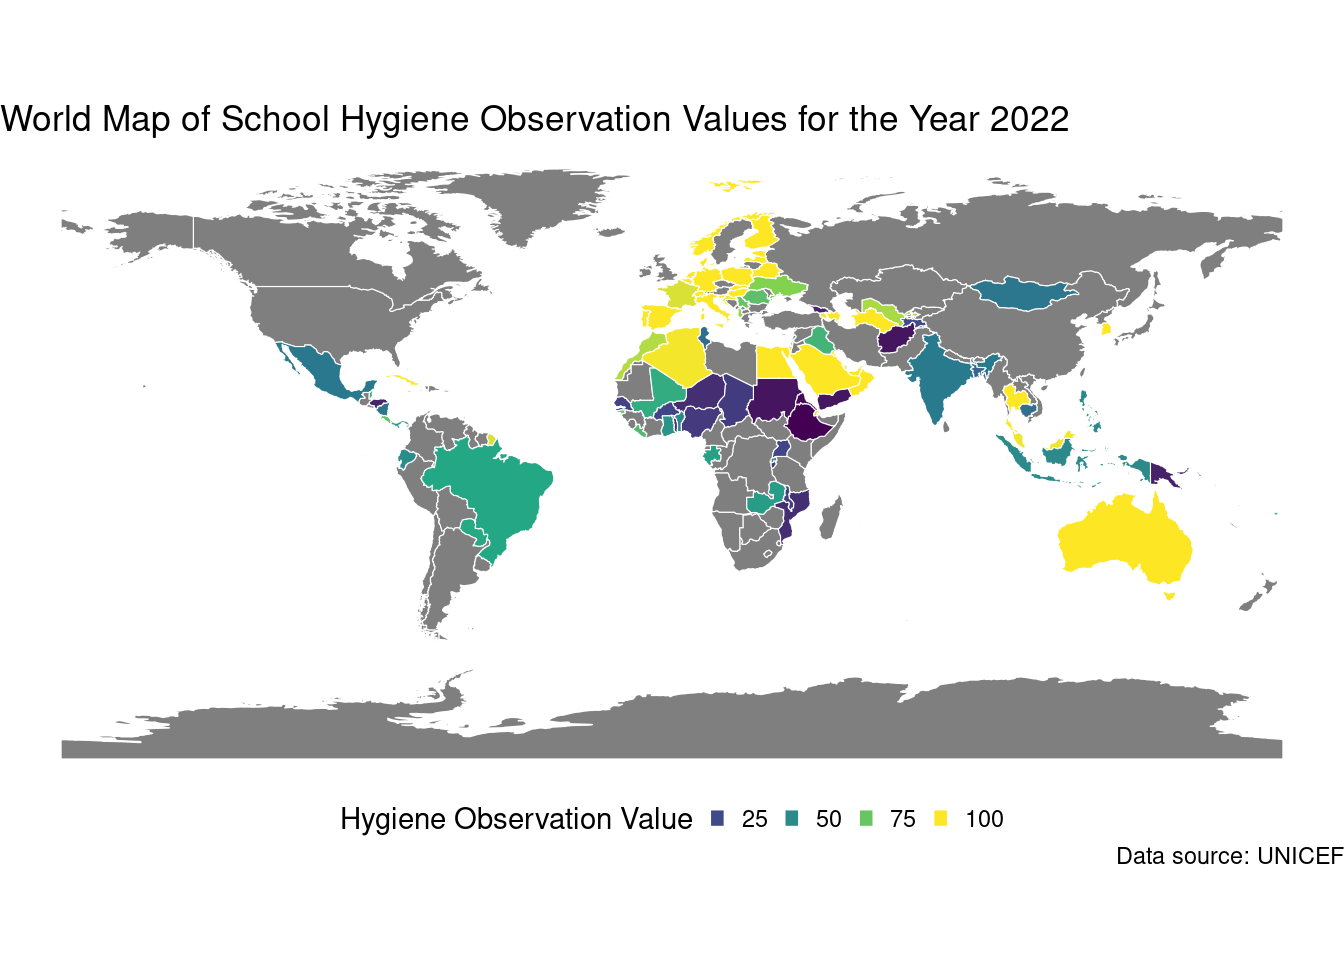 World Map of School Hygiene Observation Values for the Year 2022
Hygiene Observation Value 25 50 75 100
Data source: UNICEF